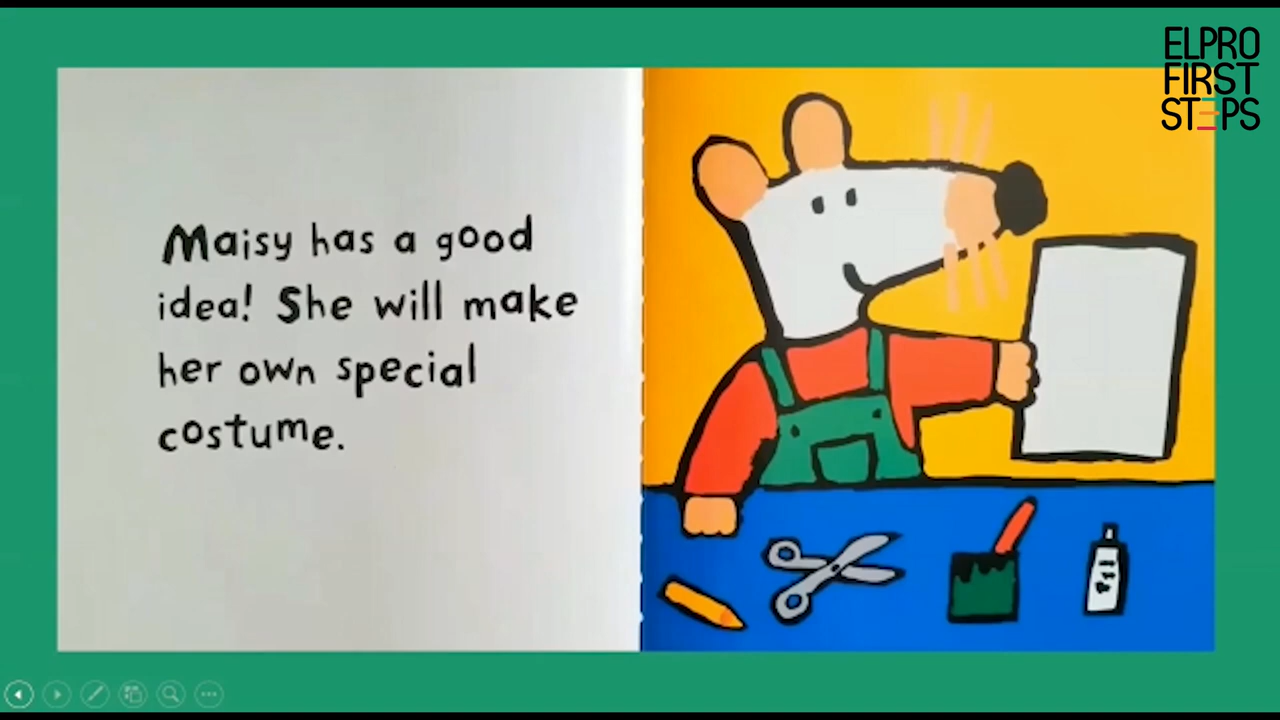 ELPRO
FIRST
STEPS
Maisy has a good
idea! She will make
her own special
costume.